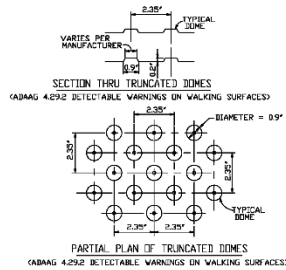 2.35"
TYPICAL
DOME
VARIES PER
MANUFACTURER
0.9"
0.2"
SECTION THRU TRUNCATED DOMES
(ADAAG 4.29.2 DETECTABLE WARNINGS ON WALKING SURFACES)
2.35"
DIAMETER = 0.9"
2.35"
2.35"
TYPICAL
DOME
2.35" 2.35"
PARTIAL PLAN OF TRUNCATED DOMES
(ADAAG 4.29.2 DETECTABLE WARNINGS ON WALKING SURFACES)